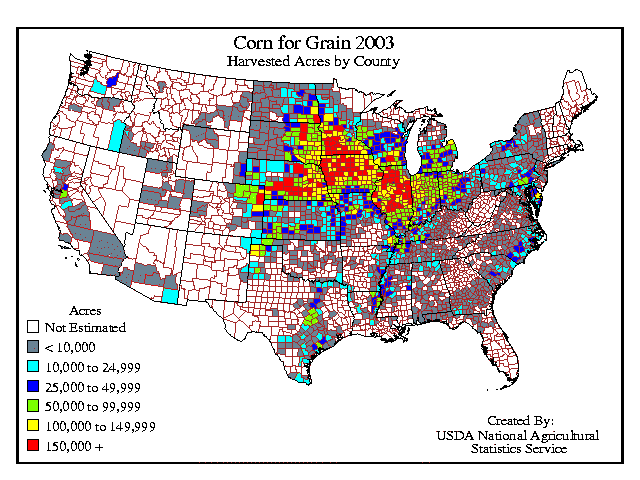 Corn for Grain 2003
Harvested Acres by County
Acres
Not Estimated
< 10,000
10,000 to 24,999
25,000 to 49,999
50,000 to 99,999
100,000 to 149,999
150,000 +
Created By:
USDA National Agricultural
Statistics Service